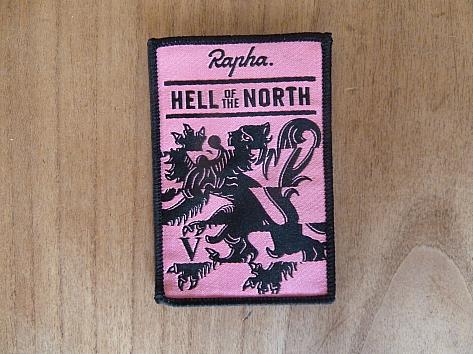 Rapha.
HELL OF THE NORTH
V